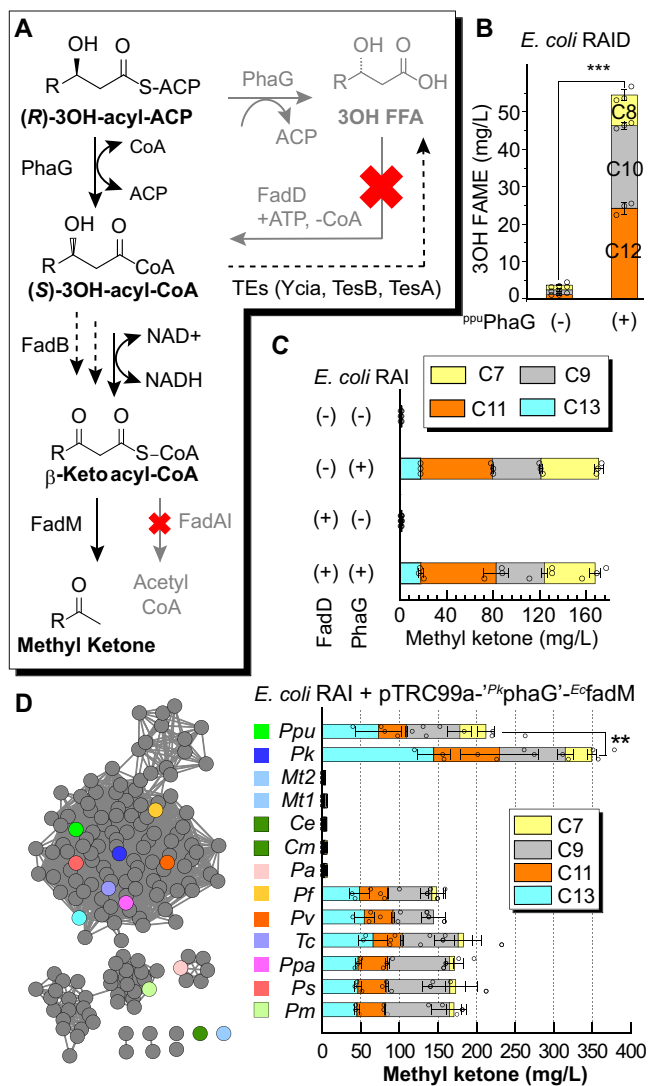 A
OH
O
R
S-ACP
(R)-3OH-acyl-ACP
PhaG
ACP
OH
O
R
OH
3OH FFA
PhaG
CoA
ACP
FadD
+ATP, -CoA
OH
O
R
CoA
(S)-3OH-acyl-CoA
TEs (Ycia, TesB, TesA)
FadB
NAD+
NADH
O
O
R
S-CoA
β-Ketoacyl-CoA
FadM
FadAI
O
R
Acetyl
CoA
Methyl Ketone
B
E. coli RAID
***
3OH FAME (mg/L)
50
40
30
20
10
0
C8
C10
C12
ppuPhaG (-) (+)
C
E. coli RAI
C7
C9
C11
C13
(-) (-)
(-) (+)
(+) (-)
(+) (+)
FadD
PhaG
0 40 80 120 160
Methyl ketone (mg/L)
D
E. coli RAI + pTRC99a-'PkphaG'-EcfadM
Ppu
**
Pk
Mt2
Mt1
Ce
Cm
Pa
Pf
Pv
Tc
Ppa
Ps
Pm
C7
C9
C11
C13
0 50 100 150 200 250 300 350 400
Methyl ketone (mg/L)